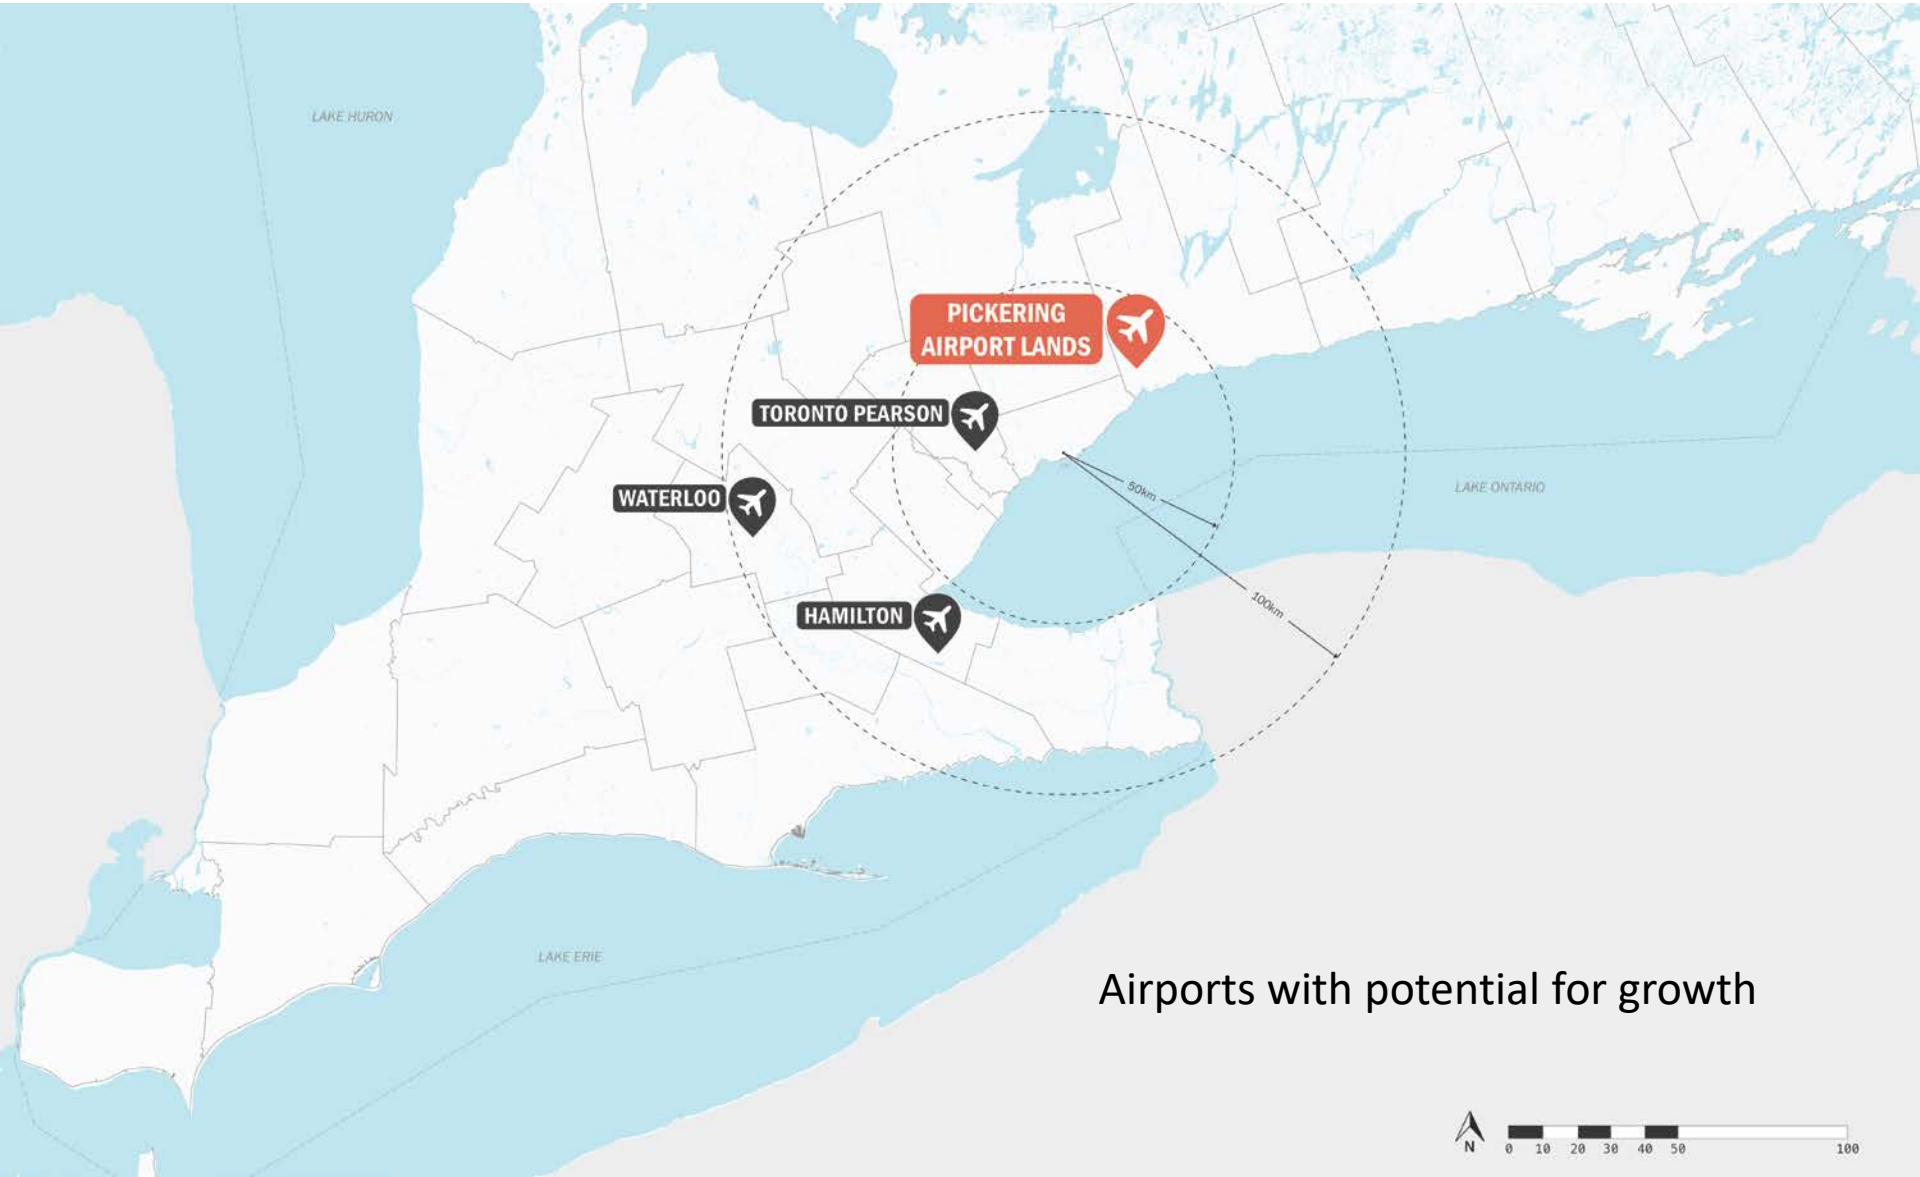 LAKE HURON
PICKERING
AIRPORT LANDS
TORONTO PEARSON
WATERLOO
50km
LAKE ONTARIO
100km
HAMILTON
LAKE ERIE
Airports with potential for growth
N 0 10 20 30 40 50 100